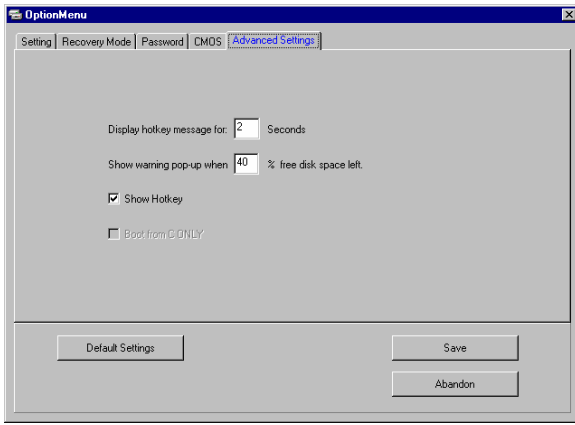 OptionMenu
Setting Recovery Mode Password CMOS Advanced Settings
Display hotkey message for: 2 Seconds
Show warning pop-up when 40 % free disk space left.
Show Hotkey
Boot from C ONLY'
Default Settings Save
Abandon